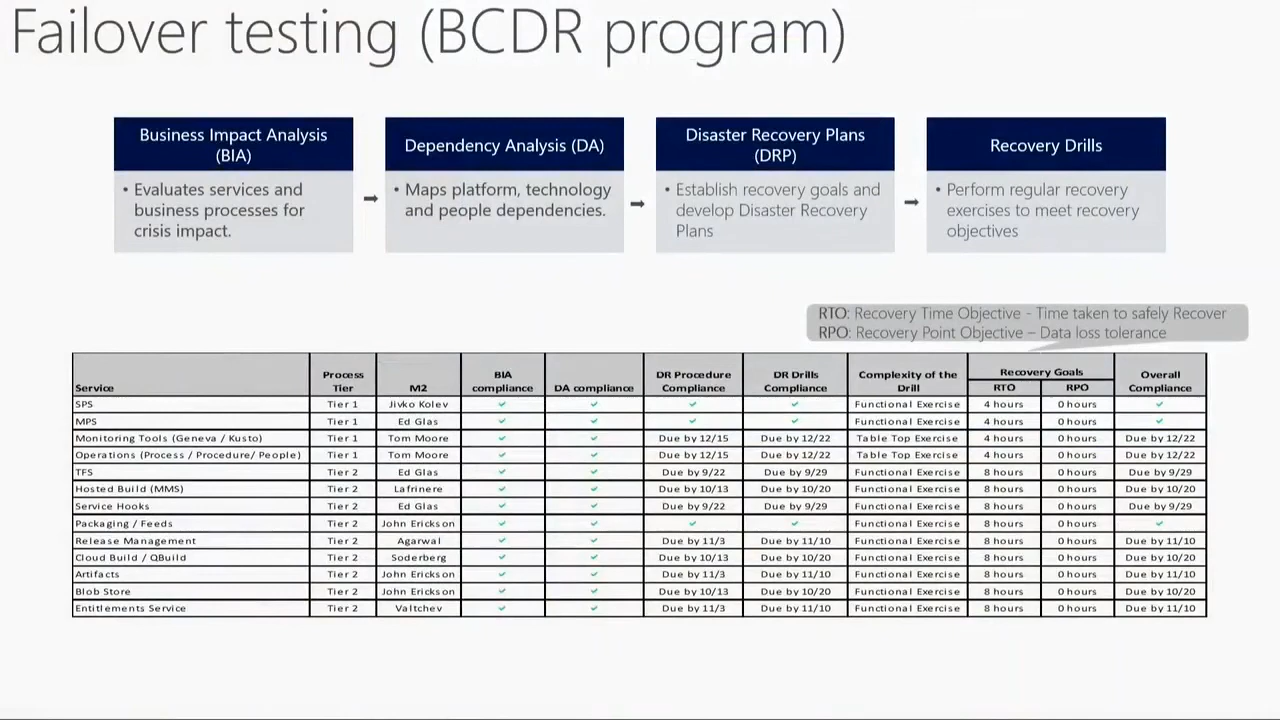 Failover testing (BCDR program)
Business Impact Analysis
(BIA)
• Evaluates services and
business processes for
crisis impact.
Dependency Analysis (DA)
• Maps platform, technology
and people dependencies.
Disaster Recovery Plans
(DRP)
• Establish recovery goals and
develop Disaster Recovery
Plans
Recovery Drills
• Perform regular recovery
exercises to meet recovery
objectives
RTO: Recovery Time Objective - Time taken to safely Recover
RPO: Recovery Point Objective – Data loss tolerance
Service Process Tier M2 BIA compliance DA compliance DR Procedure Compliance DR Drills Compliance Complexity of the Drill Recovery Goals RTO RPO Overall Compliance
SPS Tier 1 Jivko Kolev ✓ ✓ ✓ ✓ Functional Exercise 4 hours 0 hours ✓
MPS Tier 1 Ed Glas ✓ ✓ ✓ ✓ Functional Exercise 4 hours 0 hours ✓
Monitoring Tools (Geneva / Kusto) Tier 1 Tom Moore ✓ ✓ Due by 12/15 Due by 12/22 Table Top Exercise 4 hours 0 hours Due by 12/22
Operations (Process / Procedure/ People) Tier 1 Tom Moore ✓ ✓ Due by 12/15 Due by 12/22 Table Top Exercise 4 hours 0 hours Due by 12/22
TFS Tier 2 Ed Glas ✓ ✓ Due by 9/22 Due by 9/29 Functional Exercise 8 hours 0 hours Due by 9/29
Hosted Build (MMS) Tier 2 Lafrinere ✓ ✓ Due by 10/13 Due by 10/20 Functional Exercise 8 hours 0 hours Due by 10/20
Service Hooks Tier 2 Ed Glas ✓ ✓ Due by 9/22 Due by 9/29 Functional Exercise 8 hours 0 hours Due by 9/29
Packaging / Feeds Tier 2 John Erickson ✓ ✓ ✓ ✓ Functional Exercise 8 hours 0 hours ✓
Release Management Tier 2 Agarwal ✓ ✓ Due by 11/3 Due by 11/10 Functional Exercise 8 hours 0 hours Due by 11/10
Cloud Build / QBuild Tier 2 Soderberg ✓ ✓ Due by 10/13 Due by 10/20 Functional Exercise 8 hours 0 hours Due by 10/20
Artifacts Tier 2 John Erickson ✓ ✓ Due by 11/3 Due by 11/10 Functional Exercise 8 hours 0 hours Due by 11/10
Blob Store Tier 2 John Erickson ✓ ✓ Due by 10/13 Due by 10/20 Functional Exercise 8 hours 0 hours Due by 10/20
Entitlements Service Tier 2 Valtchev ✓ ✓ Due by 11/3 Due by 11/10 Functional Exercise 8 hours 0 hours Due by 11/10